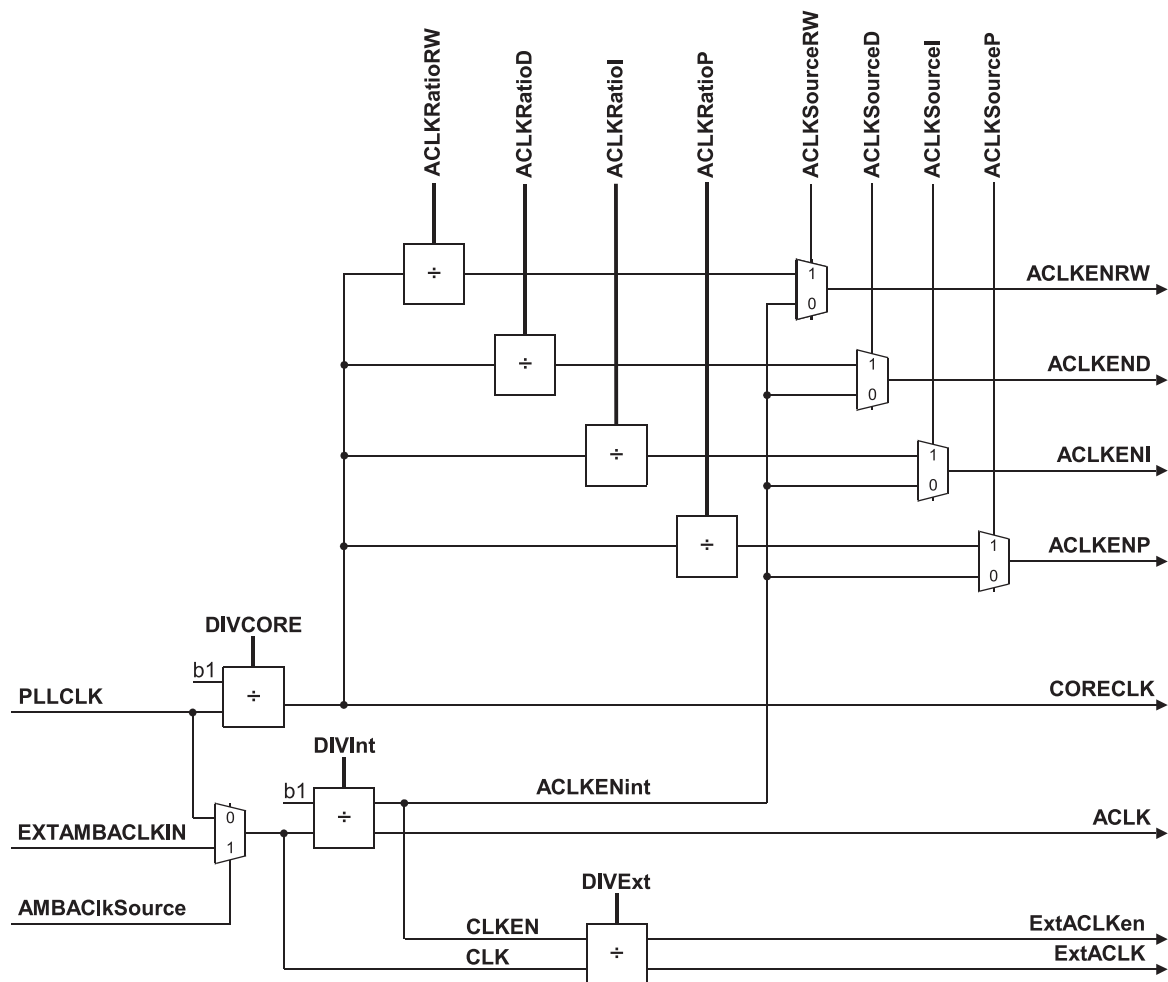 ACLKRatioRW
ACLKRatioD
ACLKRatioI
ACLKRatioP
ACLKSourceRW
ACLKSourceD
ACLKSourceI
ACLKSourceP
÷
1
0
ACLKENRW
÷
1
0
ACLKEND
÷
1
0
ACLKENI
÷
1
0
ACLKENP
DIVCORE
b1
÷
PLLCLK
CORECLK
DIVInt
b1
÷
ACLKENint
0
1
EXTAMBACLKIN
ACLK
AMBAClkSource
DIVExt
CLKEN
÷
CLK
ExtACLKen
ExtACLK